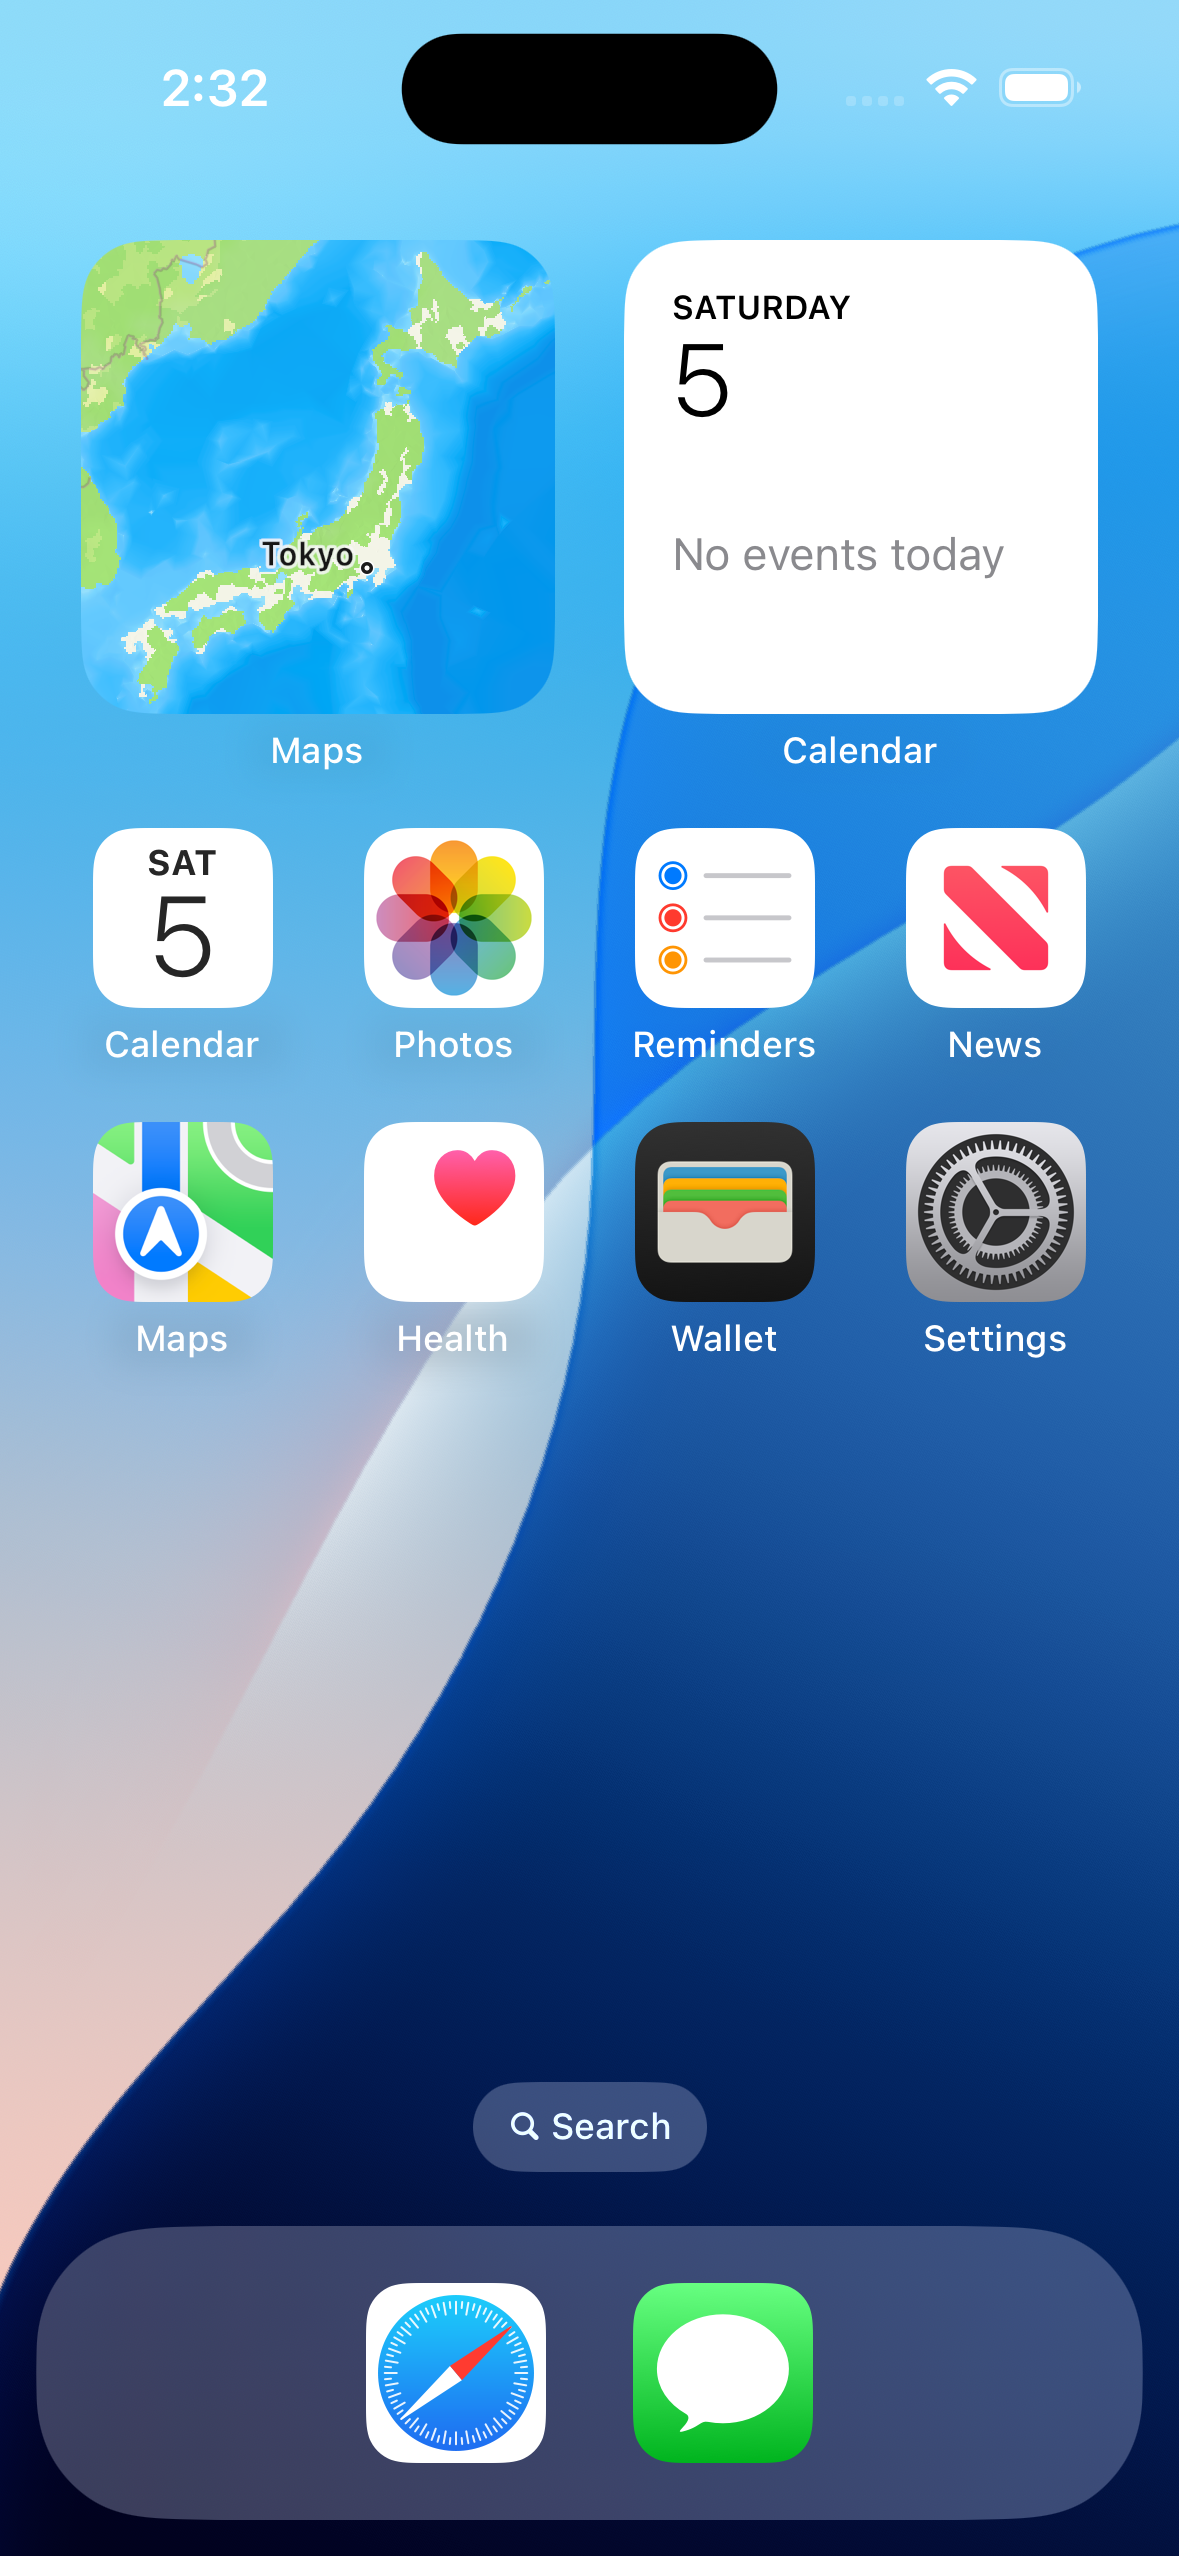 2:32
Tokyo
SATURDAY
5
No events today
Maps
Calendar
SAT
5
Calendar
Photos
Reminders
News
Maps
Health
Wallet
Settings
Search